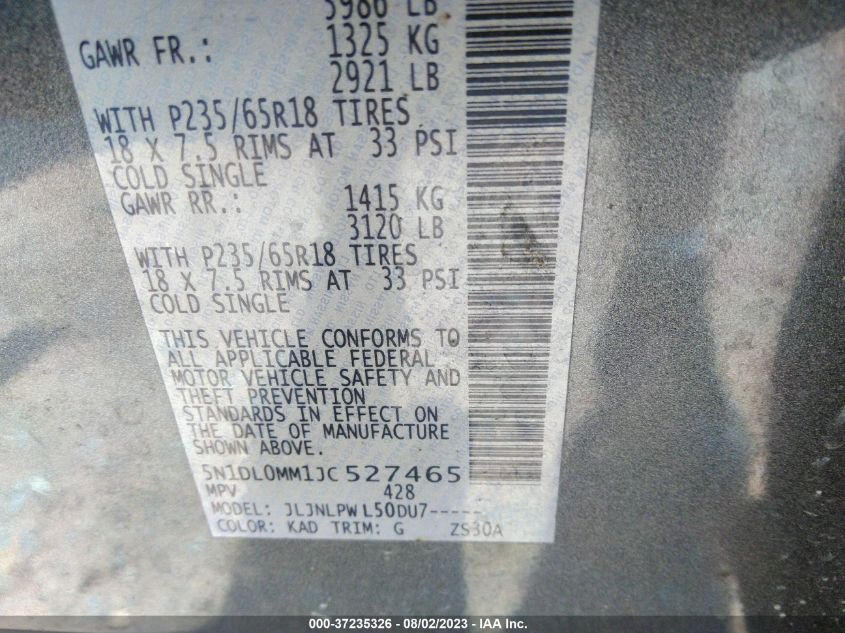 5986 LB
GAWR FR.: 1325 KG
2921 LB
WITH P235/65R18 TIRES
18 X 7.5 RIMS AT 33 PSI
COLD SINGLE
GAWR RR.: 1415 KG
3120 LB
WITH P235/65R18 TIRES
18 X 7.5 RIMS AT 33 PSI
COLD SINGLE
THIS VEHICLE CONFORMS TO
ALL APPLICABLE FEDERAL
MOTOR VEHICLE SAFETY AND
THEFT PREVENTION
STANDARDS IN EFFECT ON
THE DATE OF MANUFACTURE
SHOWN ABOVE.
5N1DL0MM1JC527465
MPV 428
MODEL: JLJNLPWL50DU7-----
COLOR: KAD TRIM: G ZS30A
000-37235326 - 08/02/2023 - IAA Inc.